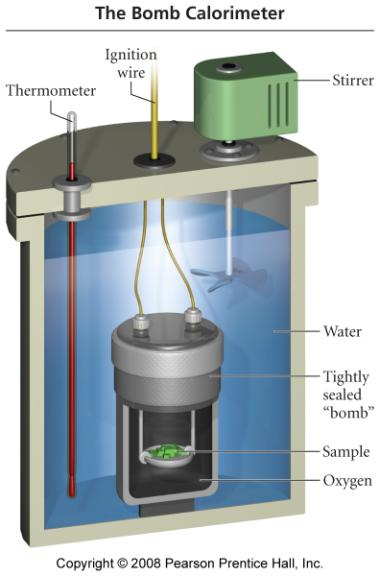 The Bomb Calorimeter
Ignition
wire
Thermometer
Stirrer
Water
Tightly
sealed
“bomb”
Sample
Oxygen
Copyright © 2008 Pearson Prentice Hall, Inc.